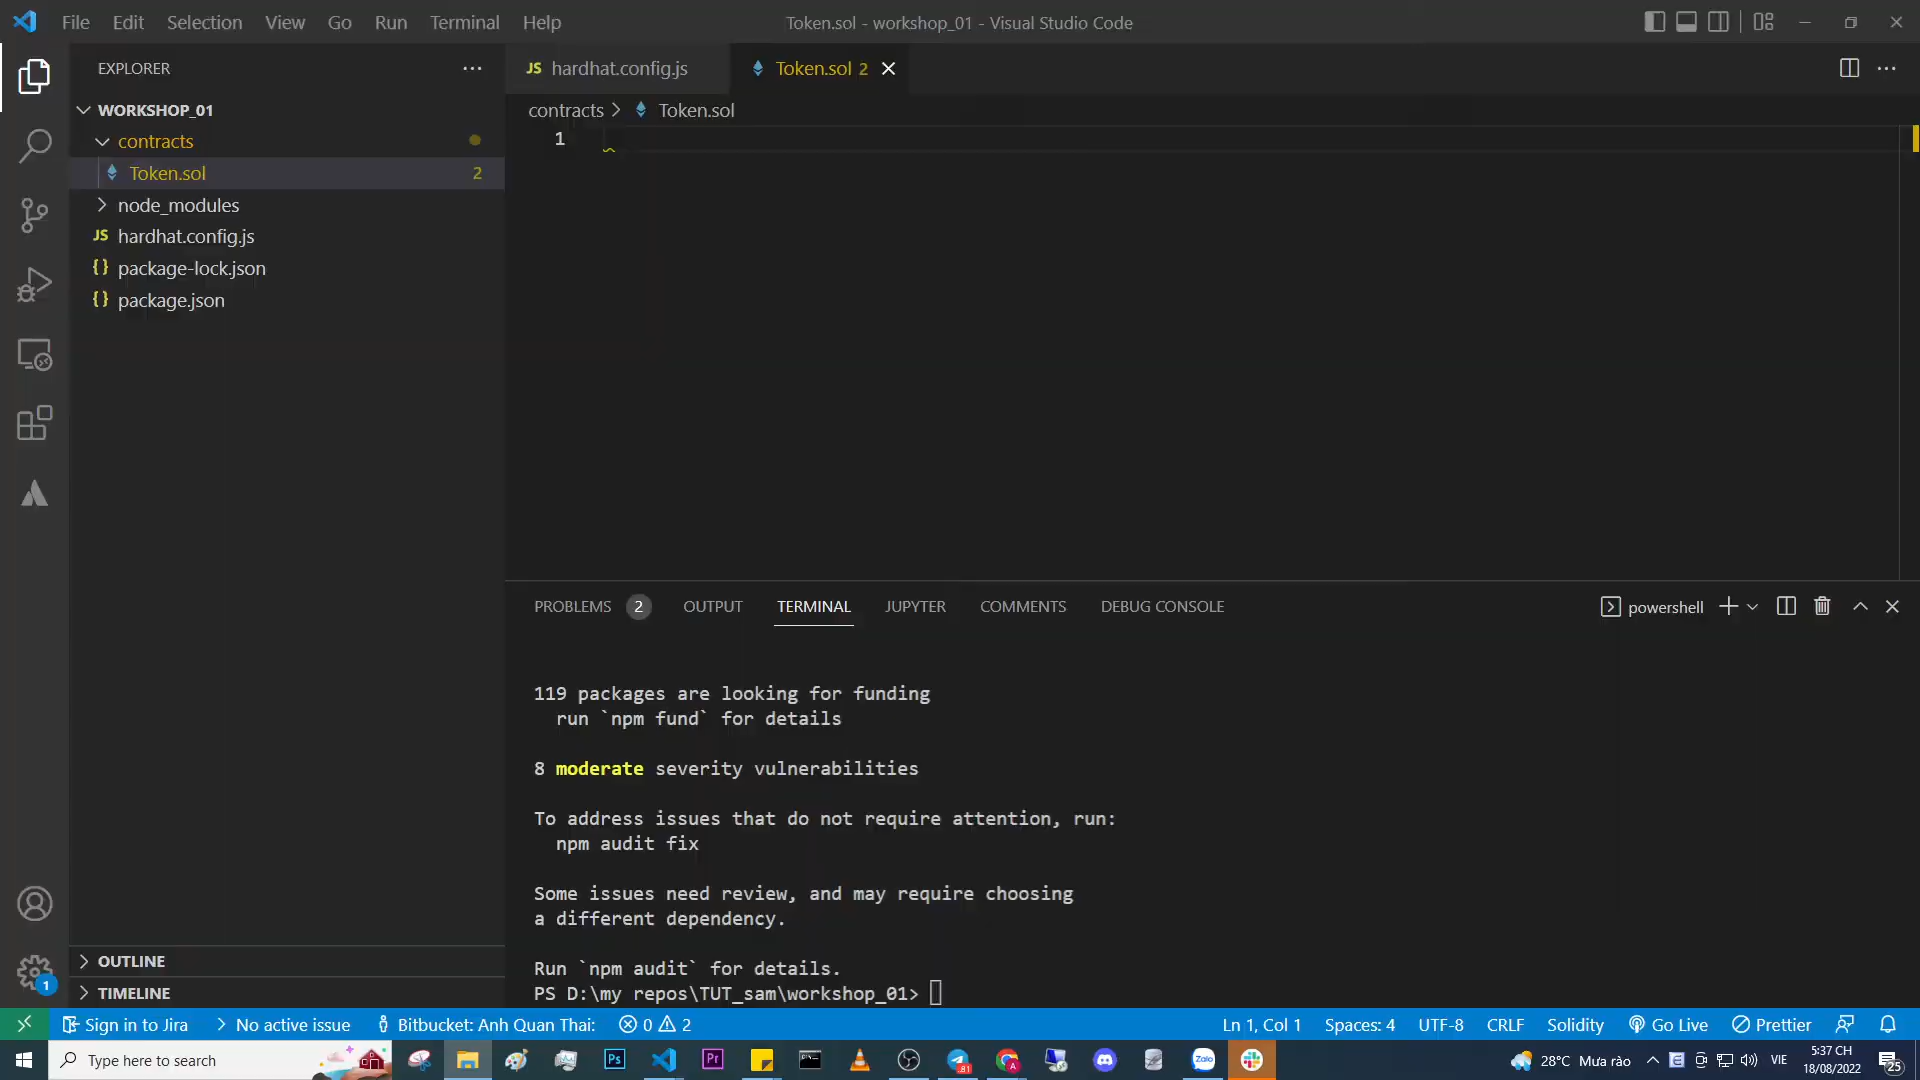 File Edit Selection View Go Run Terminal Help
Token.sol - workshop_01 - Visual Studio Code
EXPLORER
WORKSHOP_01
contracts
Token.sol 2
node_modules
JS hardhat.config.js
{} package-lock.json
{} package.json
OUTLINE
TIMELINE
JS hardhat.config.js
Token.sol 2
contracts > Token.sol
1
PROBLEMS 2 OUTPUT TERMINAL JUPYTER COMMENTS DEBUG CONSOLE
powershell
119 packages are looking for funding
run `npm fund` for details
8 moderate severity vulnerabilities
To address issues that do not require attention, run:
npm audit fix
Some issues need review, and may require choosing
a different dependency.
Run `npm audit` for details.
PS D:\my repos\TUT_sam\workshop_01>
1
Sign in to Jira No active issue Bitbucket: Anh Quan Thai: 0 2
Ln 1, Col 1 Spaces: 4 UTF-8 CRLF Solidity Go Live Prettier
Type here to search
Ps
Pr
81
A
Zalo
28°C Mưa rào
VIE
5:37 CH
18/08/2022
25